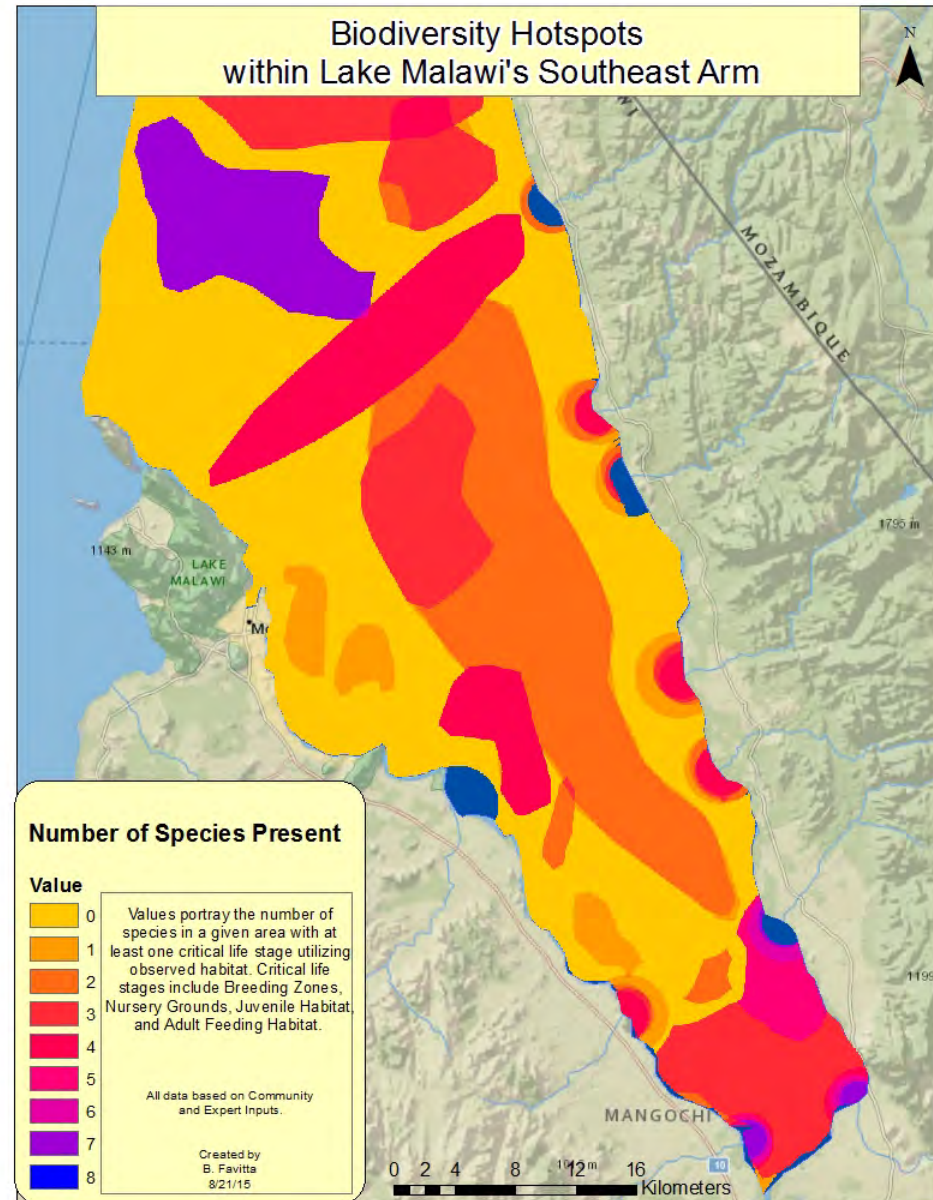 Biodiversity Hotspots
within Lake Malawi's Southeast Arm
N
WI
MOZAMBIQUE
1795 m
1143 m
LAKE
MALAWI
Mo
1199
MANGOCHI
10
Number of Species Present
Value
0
1
2
3
4
5
6
7
8
Values portray the number of
species in a given area with at
least one critical life stage utilizing
observed habitat. Critical life
stages include Breeding Zones,
Nursery Grounds, Juvenile Habitat,
and Adult Feeding Habitat.
All data based on Community
and Expert Inputs.
Created by
B. Favitta
8/21/15
0 2 4 8 12 16
Kilometers